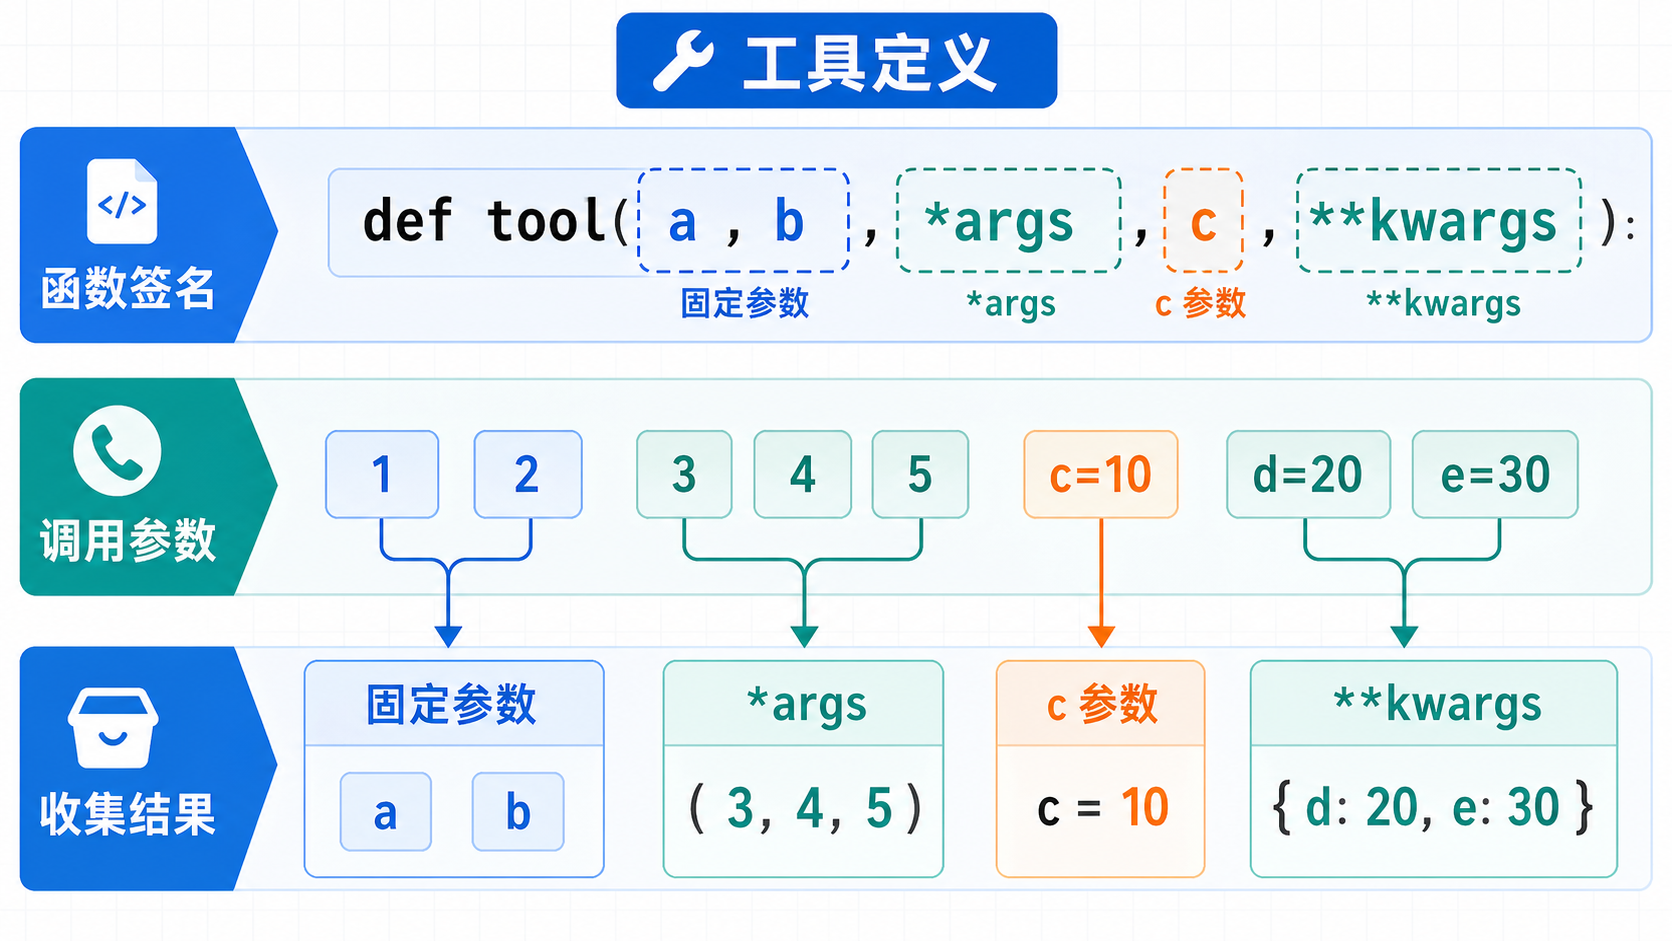 工具定义
</>
函数签名
def tool( a , b , *args , c , **kwargs ):
固定参数 *args c 参数 **kwargs
调用参数
1 2 3 4 5 c=10 d=20 e=30
收集结果
固定参数 *args c 参数 **kwargs
a b ( 3, 4, 5 ) c = 10 { d: 20, e: 30 }